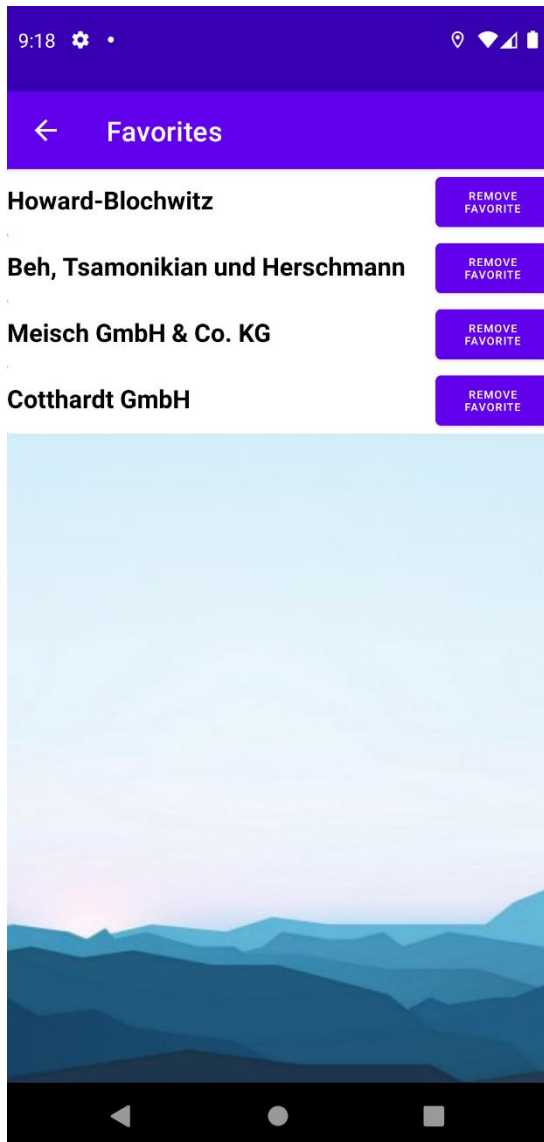 9:18
Favorites
Howard-Blochwitz
REMOVE
FAVORITE
,
Beh, Tsamonikian und Herschmann
REMOVE
FAVORITE
,
Meisch GmbH & Co. KG
REMOVE
FAVORITE
,
Cotthardt GmbH
REMOVE
FAVORITE